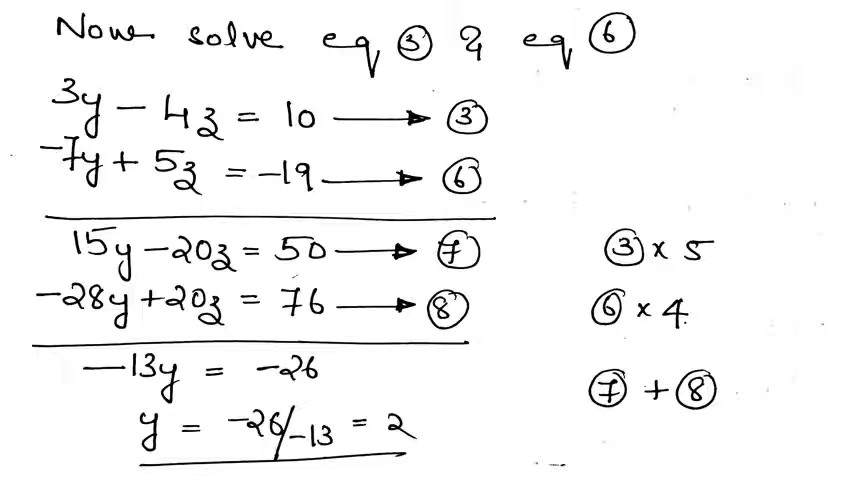 Now solve eq ③ & eq ⑥
3y - 4z = 10 → ③
-7y + 5z = -19 → ⑥
15y - 20z = 50 → ⑦ ③ × 5
-28y + 20z = 76 → ⑧ ⑥ × 4
-13y = -26 ⑦ + ⑧
y = -26/-13 = 2